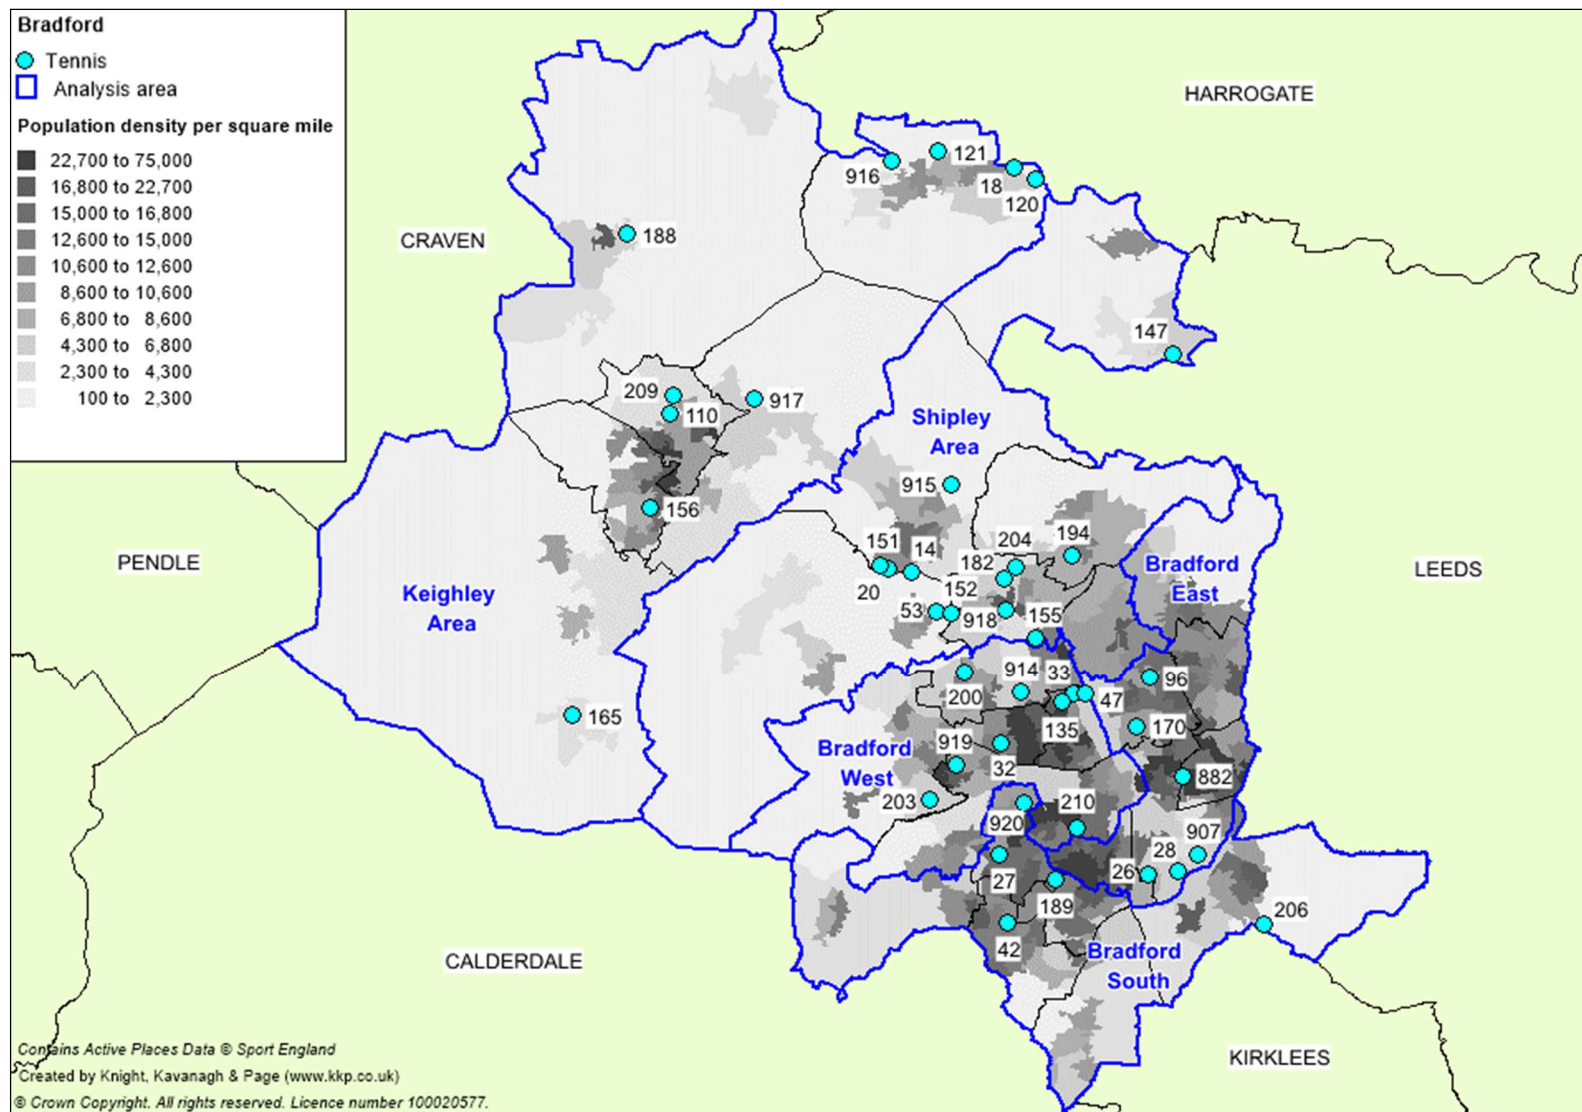 Bradford
Tennis
Analysis area
Population density per square mile
22,700 to 75,000
16,800 to 22,700
15,000 to 16,800
12,600 to 15,000
10,600 to 12,600
8,600 to 10,600
6,800 to 8,600
4,300 to 6,800
2,300 to 4,300
100 to 2,300
HARROGATE
121
916
18
120
CRAVEN
188
147
209
110
917
Shipley
Area
915
156
151
14
204
194
182
PENDLE
Bradford
East
LEEDS
20
152
Keighley
Area
53
918
155
914
33
96
200
47
165
135
170
919
Bradford
West
32
882
203
210
920
907
28
26
27
189
206
42
Bradford
South
CALDERDALE
KIRKLEES
Contains Active Places Data © Sport England
Created by Knight, Kavanagh & Page (www.kkp.co.uk)
© Crown Copyright. All rights reserved. Licence number 100020577.